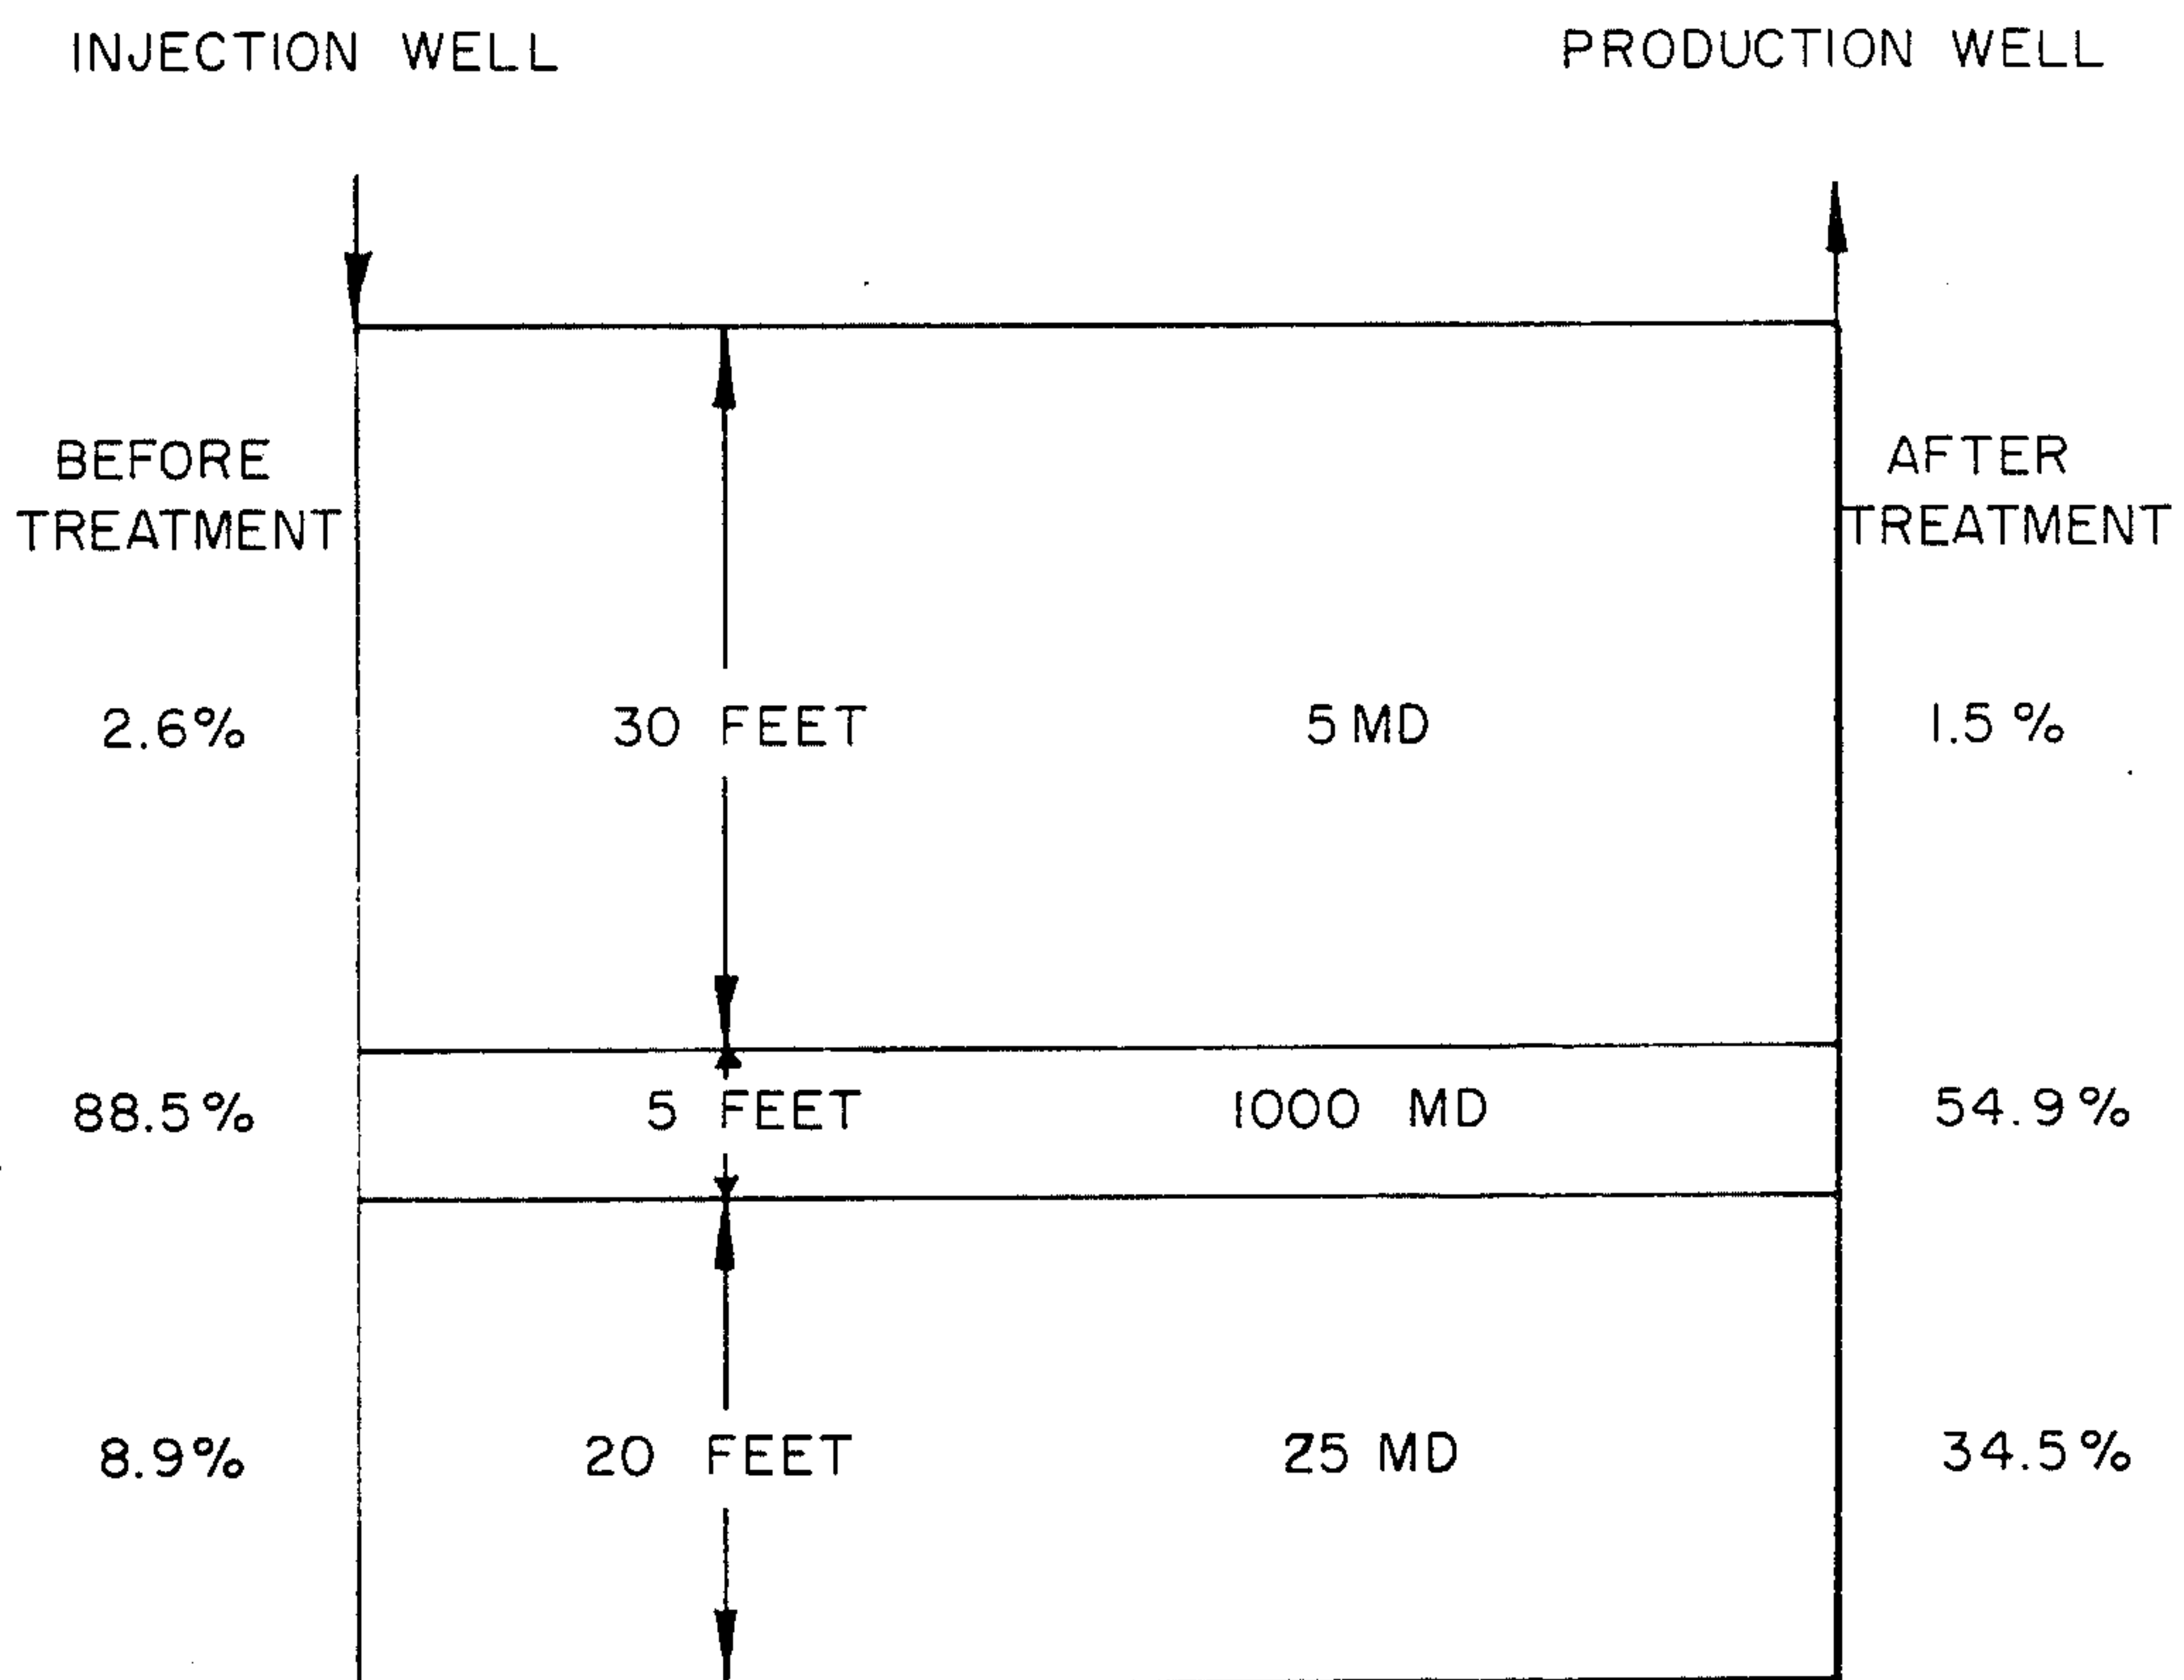 INJECTION WELL
PRODUCTION WELL
BEFORE
TREATMENT
AFTER
TREATMENT
2.6%
30 FEET
5 MD
1.5 %
88.5%
5 FEET
1000 MD
54.9%
8.9%
20 FEET
25 MD
34.5%